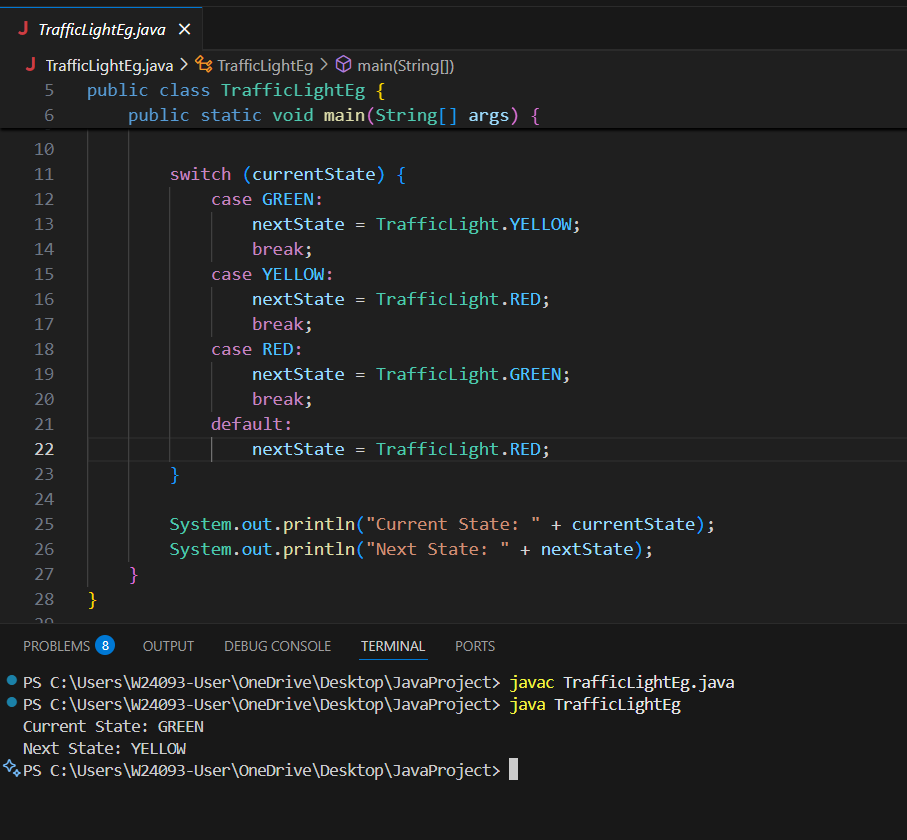 J TrafficLightEg.java ×
J TrafficLightEg.java > TrafficLightEg > main(String[])
5 public class TrafficLightEg {
6     public static void main(String[] args) {
10
11         switch (currentState) {
12             case GREEN:
13                 nextState = TrafficLight.YELLOW;
14                 break;
15             case YELLOW:
16                 nextState = TrafficLight.RED;
17                 break;
18             case RED:
19                 nextState = TrafficLight.GREEN;
20                 break;
21             default:
22                 nextState = TrafficLight.RED;
23         }
24
25         System.out.println("Current State: " + currentState);
26         System.out.println("Next State: " + nextState);
27     }
28 }
29
PROBLEMS 8 OUTPUT DEBUG CONSOLE TERMINAL PORTS
PS C:\Users\W24093-User\OneDrive\Desktop\JavaProject> javac TrafficLightEg.java
PS C:\Users\W24093-User\OneDrive\Desktop\JavaProject> java TrafficLightEg
Current State: GREEN
Next State: YELLOW
PS C:\Users\W24093-User\OneDrive\Desktop\JavaProject>